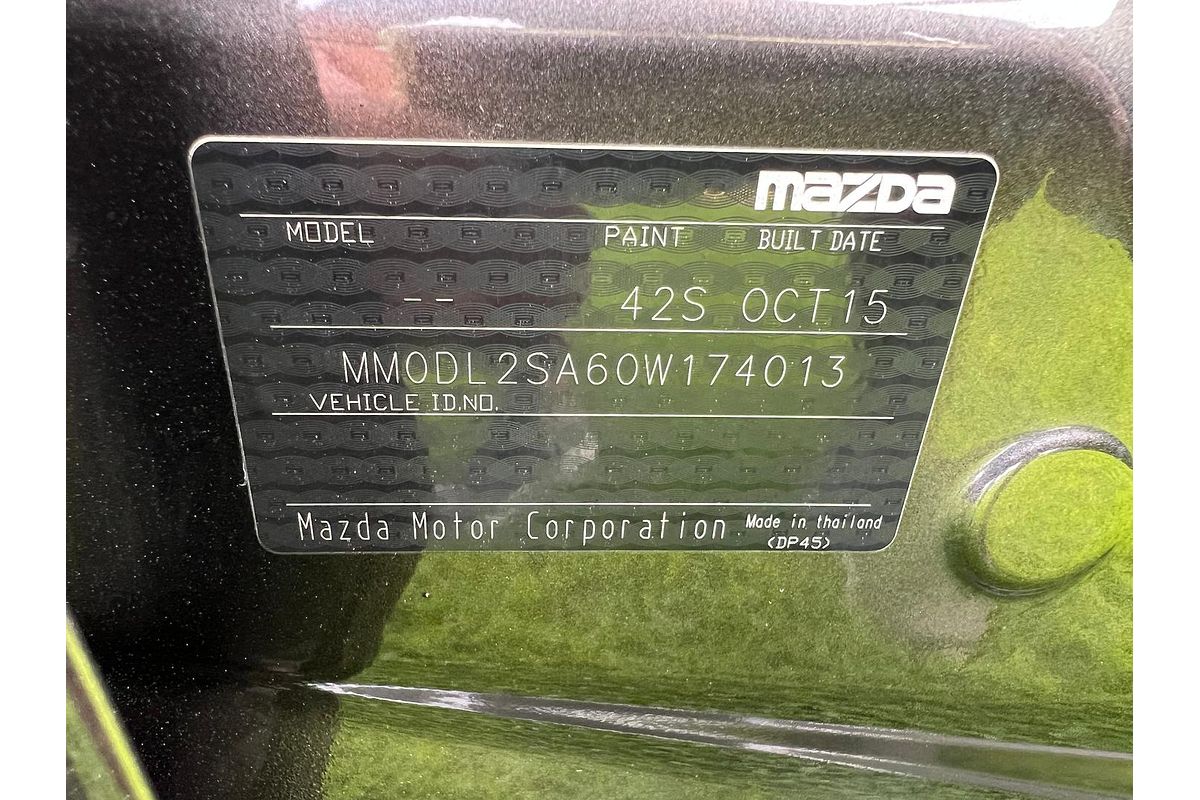 mazda
MODEL PAINT BUILT DATE
-- 42S OCT15
MM0DL2SA60W174013
VEHICLE ID.NO.
Mazda Motor Corporation Made in thailand
(DP45)